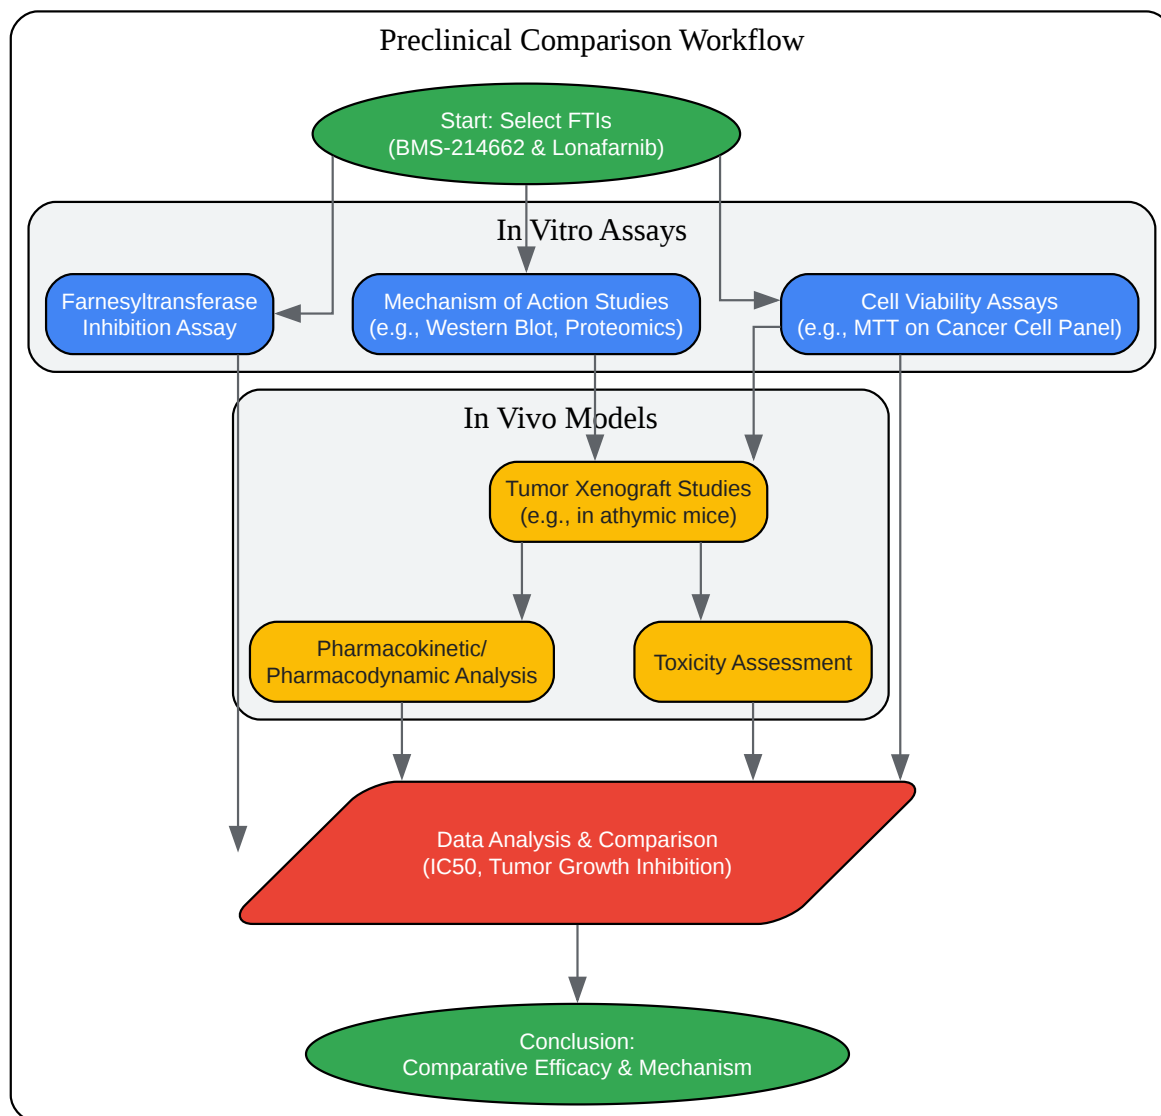 Preclinical Comparison Workflow
Start: Select FTIs
(BMS-214662 & Lonafarnib)
In Vitro Assays
Farnesyltransferase
Inhibition Assay
Mechanism of Action Studies
(e.g., Western Blot, Proteomics)
Cell Viability Assays
(e.g., MTT on Cancer Cell Panel)
In Vivo Models
Tumor Xenograft Studies
(e.g., in athymic mice)
Pharmacokinetic/
Pharmacodynamic Analysis
Toxicity Assessment
Data Analysis & Comparison
(IC50, Tumor Growth Inhibition)
Conclusion:
Comparative Efficacy & Mechanism